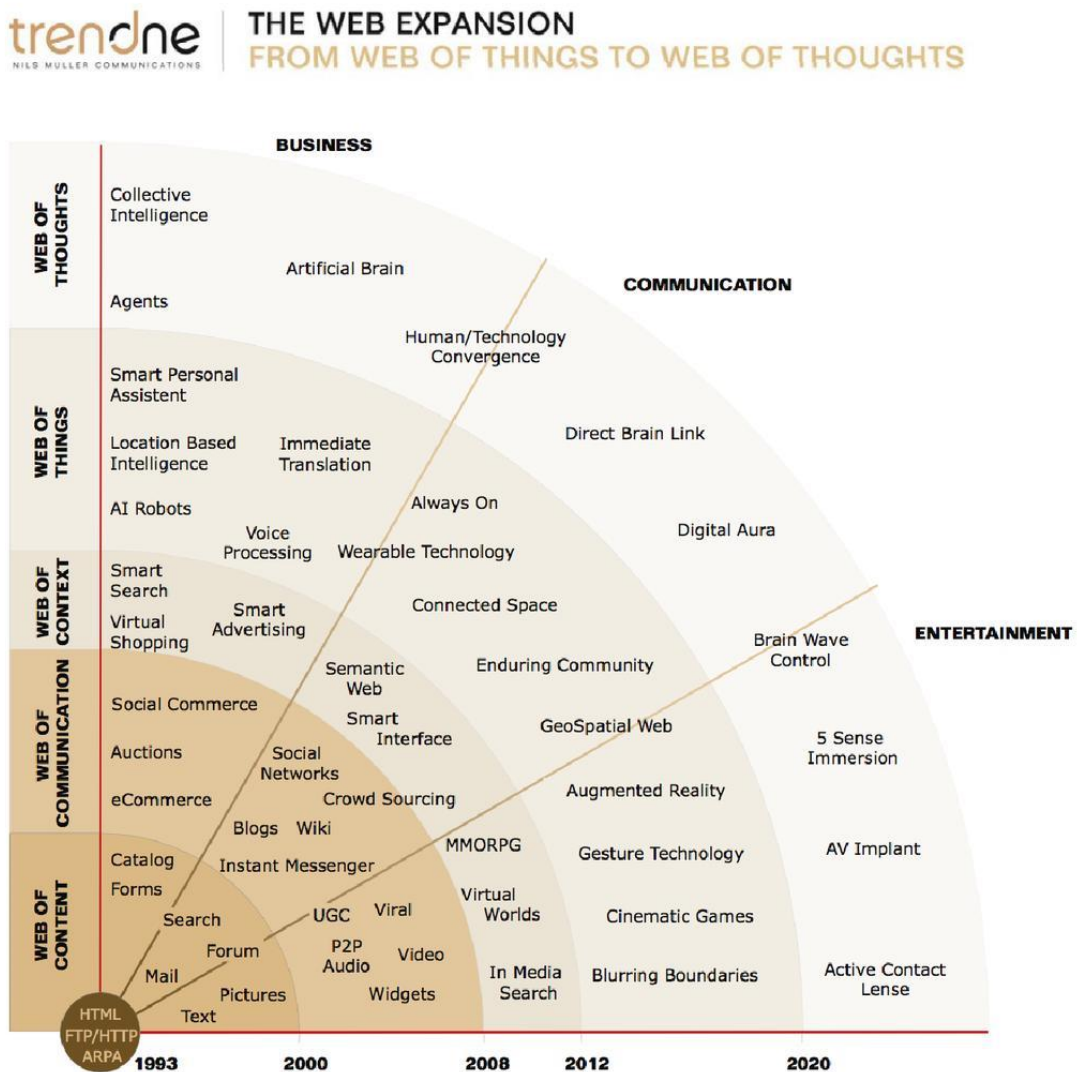 trendone
NILS MULLER COMMUNICATIONS
THE WEB EXPANSION
FROM WEB OF THINGS TO WEB OF THOUGHTS
BUSINESS
COMMUNICATION
ENTERTAINMENT
WEB OF
THOUGHTS
Collective
Intelligence
Artificial Brain
Agents
Human/Technology
Convergence
Direct Brain Link
Digital Aura
Brain Wave
Control
5 Sense
Immersion
AV Implant
Active Contact
Lense
WEB OF
THINGS
Smart Personal
Assistent
Location Based
Intelligence
Immediate
Translation
AI Robots
Voice
Processing
Always On
Wearable Technology
Connected Space
Enduring Community
GeoSpatial Web
Augmented Reality
Gesture Technology
Cinematic Games
Blurring Boundaries
WEB OF
CONTEXT
Smart
Search
Virtual
Shopping
Smart
Advertising
Semantic
Web
Smart
Interface
MMORPG
Virtual
Worlds
In Media
Search
WEB OF
COMMUNICATION
Social Commerce
Auctions
eCommerce
Social
Networks
Crowd Sourcing
Blogs
Wiki
Instant Messenger
UGC
Viral
P2P
Audio
Video
Widgets
WEB OF
CONTENT
Catalog
Forms
Search
Forum
Mail
Pictures
Text
HTML
FTP/HTTP
ARPA
1993
2000
2008
2012
2020